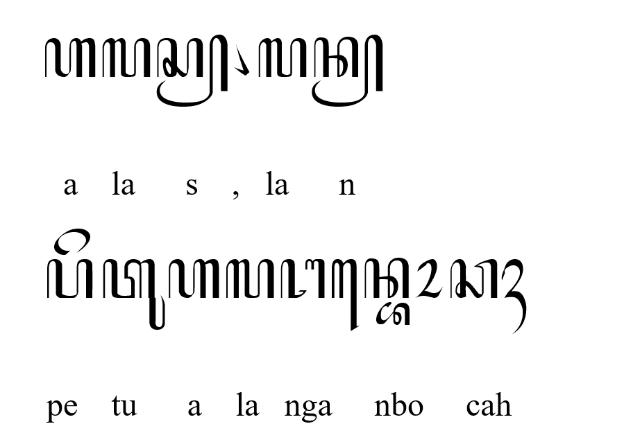 ꦲꦭꦱ꧀꧈ꦭꦤ꧀
a la s , la n
ꦥꦼꦠꦸꦲꦭꦔꦤ꧀ꦧꦺꦴꦕꦃ
pe tu a la nga nbo cah